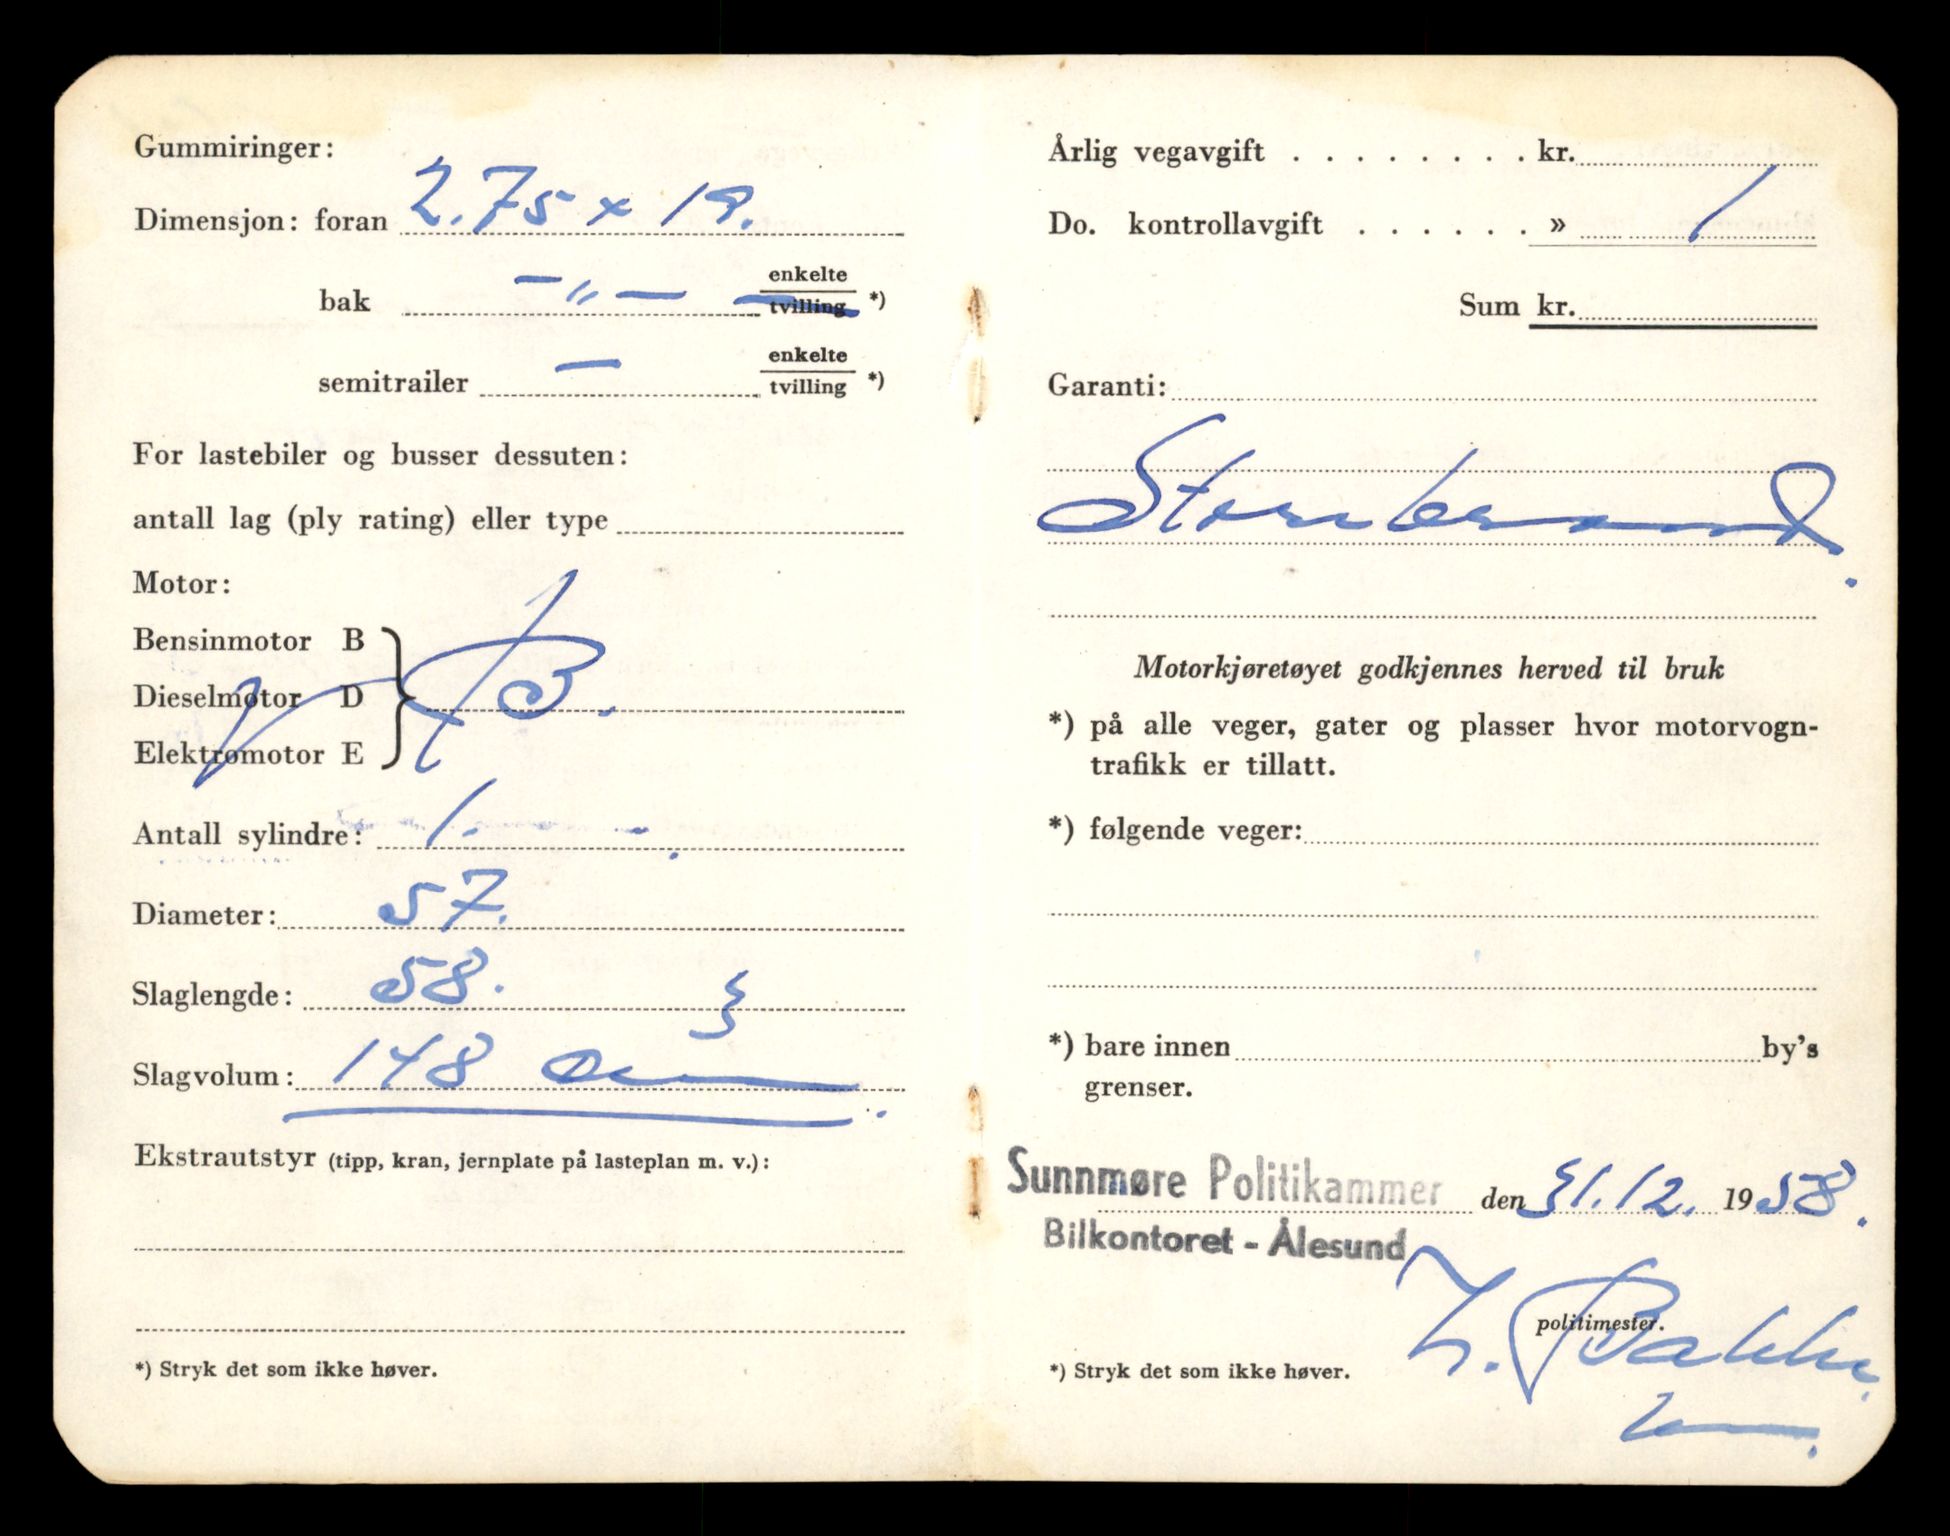 Gummiringer:
Dimensjon: foran 2.75 x 19.
bak —„— enkelte tvilling *)
semitrailer — enkelte tvilling *)
For lastebiler og busser dessuten:
antall lag (ply rating) eller type
Motor:
Bensinmotor B
Dieselmotor D B.
Elektromotor E
Antall sylindre: 1.
Diameter: 57.
Slaglengde: 58.
Slagvolum: 148 cm3
Ekstrautstyr (tipp, kran, jernplate på lasteplan m. v.):
*) Stryk det som ikke høver.
Årlig vegavgift . . . . . . . . kr.
Do. kontrollavgift . . . . . . » /
Sum kr.
Garanti:
Storebrand.
Motorkjøretøyet godkjennes herved til bruk
*) på alle veger, gater og plasser hvor motorvogn-
trafikk er tillatt.
*) følgende veger:
*) bare innen by's
grenser.
Sunnmøre Politikammer den 31.12. 1958.
Bilkontoret - Ålesund
politimester.
Bakke
*) Stryk det som ikke høver.